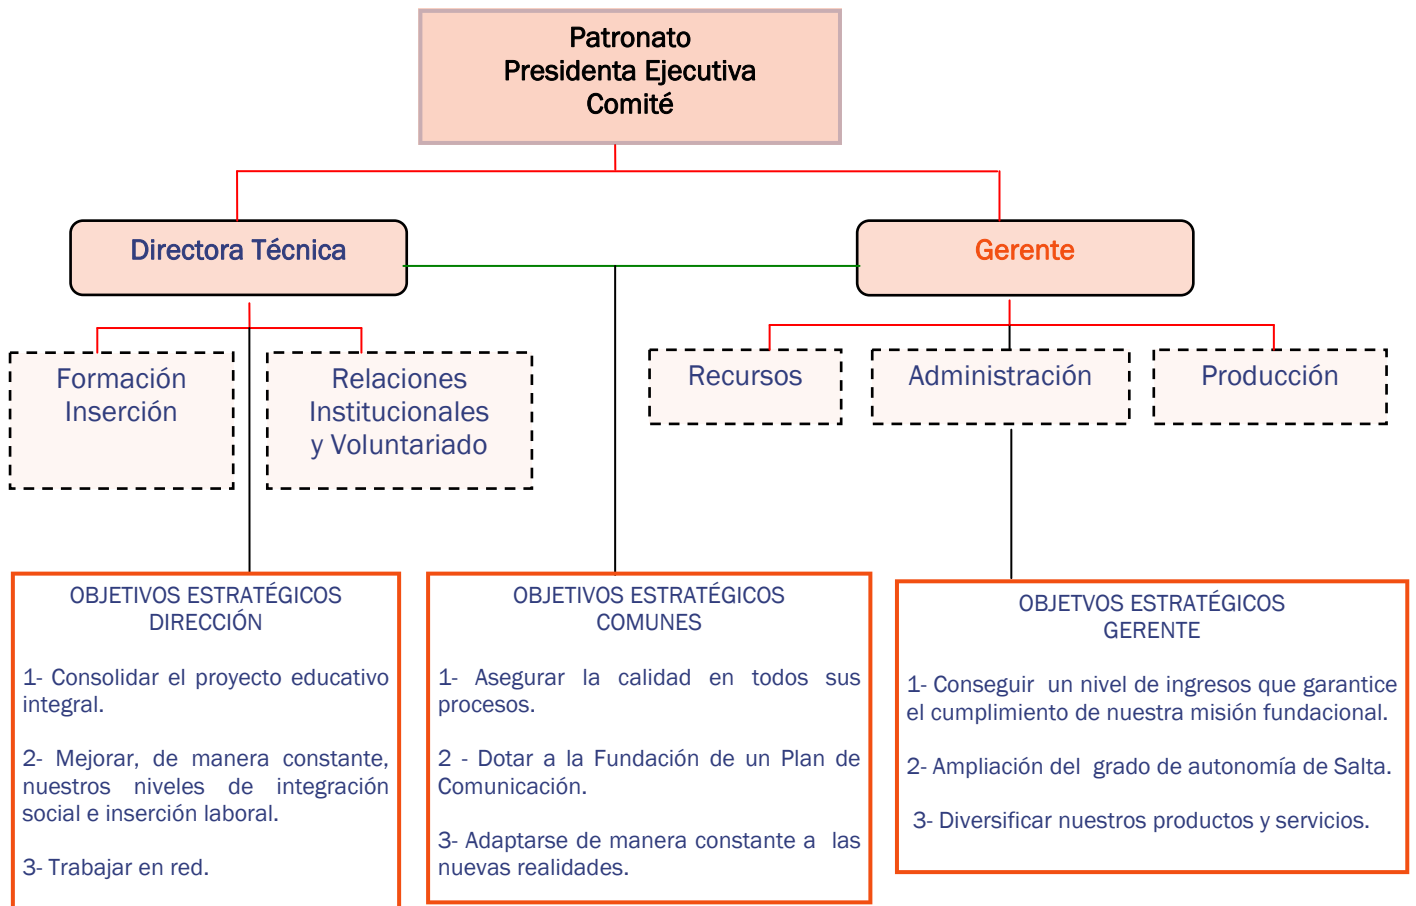 Patronato
Presidenta Ejecutiva
Comité
Directora Técnica
Gerente
Formación
Inserción
Relaciones
Institucionales
y Voluntariado
Recursos
Administración
Producción
OBJETIVOS ESTRATÉGICOS
DIRECCIÓN
1- Consolidar el proyecto educativo
integral.
2- Mejorar, de manera constante,
nuestros niveles de integración
social e inserción laboral.
3- Trabajar en red.
OBJETIVOS ESTRATÉGICOS
COMUNES
1- Asegurar la calidad en todos sus
procesos.
2 - Dotar a la Fundación de un Plan de
Comunicación.
3- Adaptarse de manera constante a las
nuevas realidades.
OBJETVOS ESTRATÉGICOS
GERENTE
1- Conseguir un nivel de ingresos que garantice
el cumplimiento de nuestra misión fundacional.
2- Ampliación del grado de autonomía de Salta.
3- Diversificar nuestros productos y servicios.